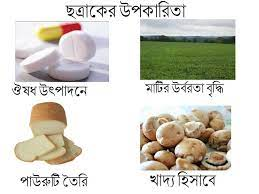 ছত্রাকের উপকারিতা
ঔষধ উৎপাদনে
মাটির উর্বরতা বৃদ্ধি
পাউরুটি তৈরি
খাদ্য হিসাবে